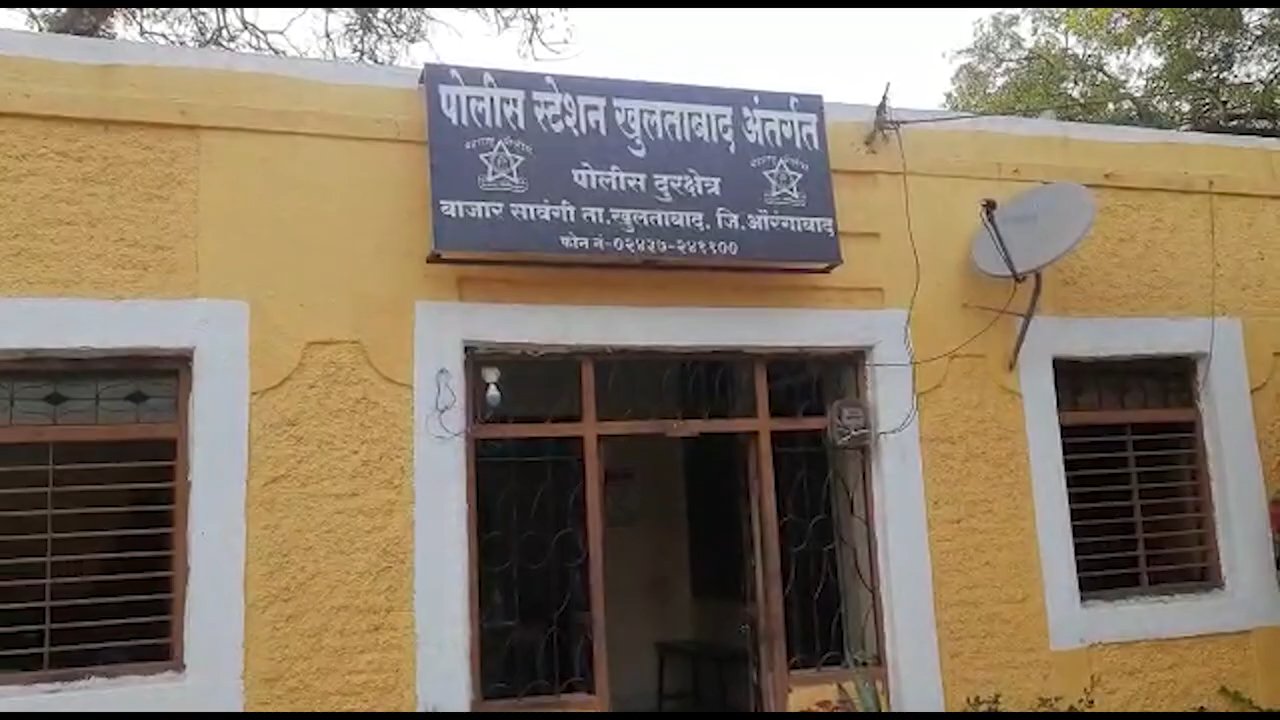 पोलीस स्टेशन खुलताबाद अंतर्गत
पोलीस दुरक्षेत्र
बाजार सावंगी ता.खुलताबाद. जि.औरंगाबाद
फोन नं-०२४३७-२४११००